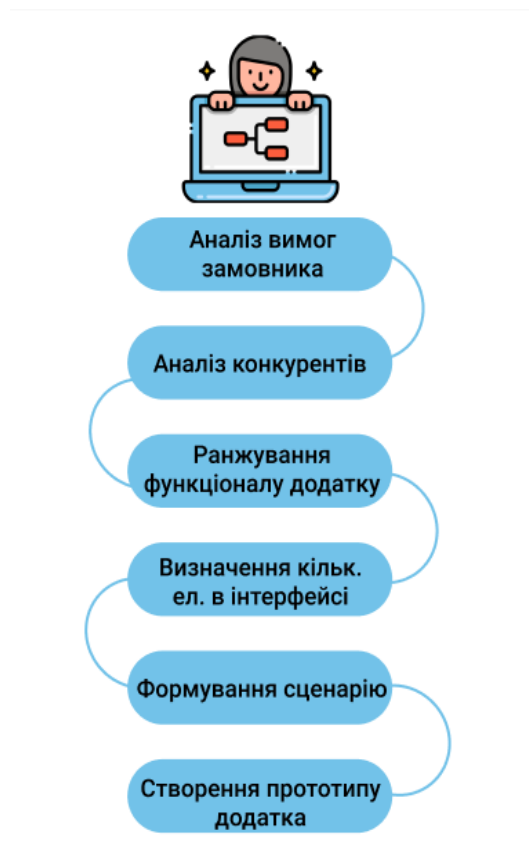 Аналіз вимог
замовника
Аналіз конкурентів
Ранжування
функціоналу додатку
Визначення кільк.
ел. в інтерфейсі
Формування сценарію
Створення прототипу
додатка